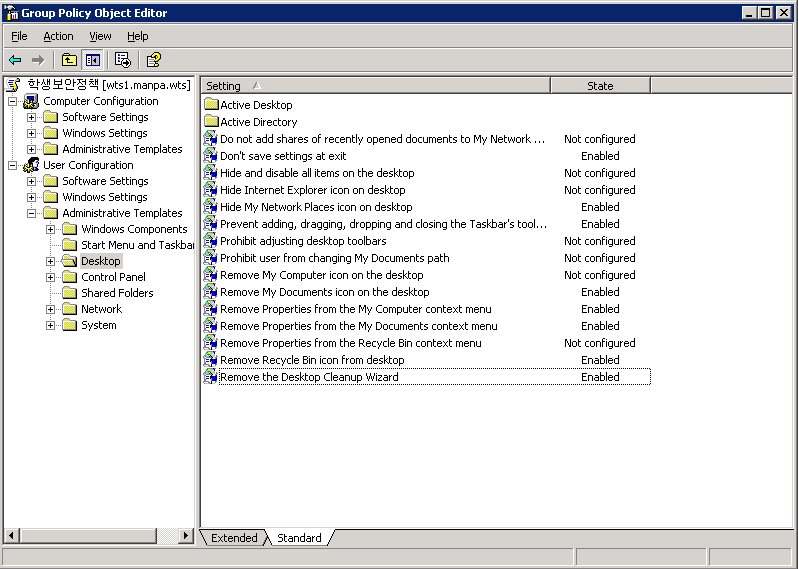 Group Policy Object Editor
File Action View Help
학생보안정책 [wts1.manpa.wts]
Computer Configuration
Software Settings
Windows Settings
Administrative Templates
User Configuration
Software Settings
Windows Settings
Administrative Templates
Windows Components
Start Menu and Taskbar
Desktop
Control Panel
Shared Folders
Network
System
Setting State
Active Desktop
Active Directory
Do not add shares of recently opened documents to My Network ... Not configured
Don't save settings at exit Enabled
Hide and disable all items on the desktop Not configured
Hide Internet Explorer icon on desktop Not configured
Hide My Network Places icon on desktop Enabled
Prevent adding, dragging, dropping and closing the Taskbar's tool... Enabled
Prohibit adjusting desktop toolbars Not configured
Prohibit user from changing My Documents path Not configured
Remove My Computer icon on the desktop Not configured
Remove My Documents icon on the desktop Enabled
Remove Properties from the My Computer context menu Enabled
Remove Properties from the My Documents context menu Enabled
Remove Properties from the Recycle Bin context menu Not configured
Remove Recycle Bin icon from desktop Enabled
Remove the Desktop Cleanup Wizard Enabled
Extended Standard